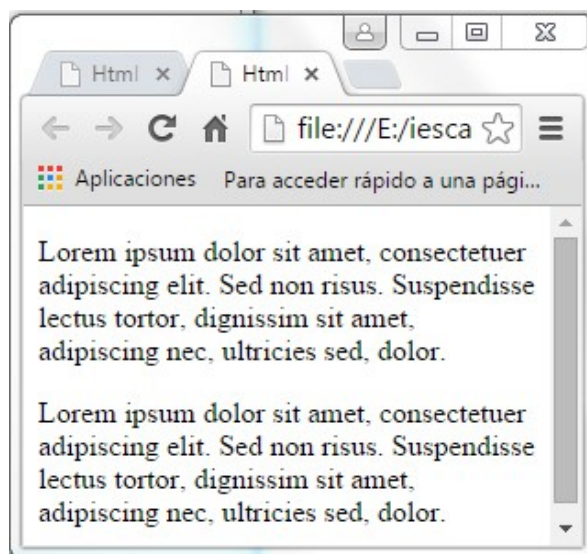 Html
Html
file:///E:/iesca
Aplicaciones Para acceder rápido a una pági...
Lorem ipsum dolor sit amet, consectetuer
adipiscing elit. Sed non risus. Suspendisse
lectus tortor, dignissim sit amet,
adipiscing nec, ultricies sed, dolor.
Lorem ipsum dolor sit amet, consectetuer
adipiscing elit. Sed non risus. Suspendisse
lectus tortor, dignissim sit amet,
adipiscing nec, ultricies sed, dolor.